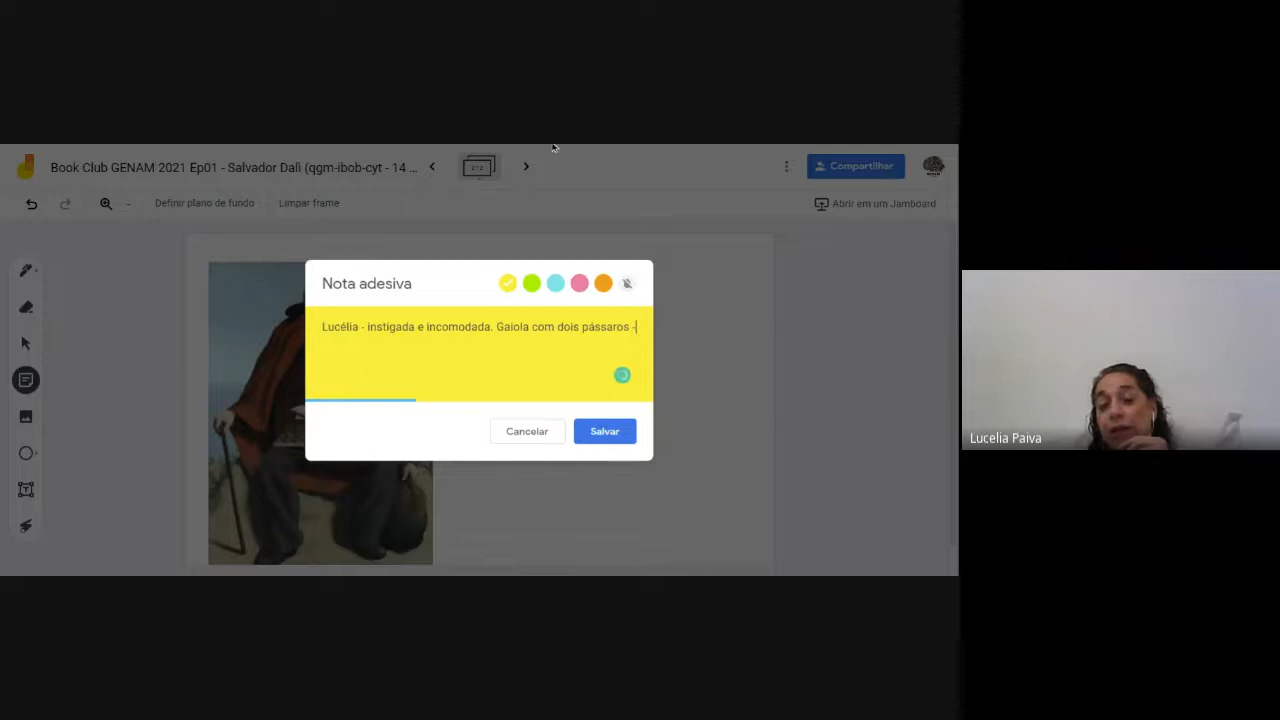 Book Club GENAM 2021 Ep01 - Salvador Dalì (qgm-ibob-cyt - 14 ...
Compartilhar
Definir plano de fundo
Limpar frame
Abrir em um Jamboard
Nota adesiva
Lucélia - instigada e incomodada. Gaiola com dois pássaros -
Cancelar
Salvar
Lucelia Paiva